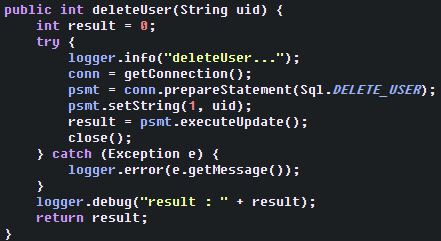 public int deleteUser(String uid) {
    int result = 0;
    try {
        logger.info("deleteUser...");
        conn = getConnection();
        psmt = conn.prepareStatement(Sql.DELETE_USER);
        psmt.setString(1, uid);
        result = psmt.executeUpdate();
        close();
    } catch (Exception e) {
        logger.error(e.getMessage());
    }
    logger.debug("result : " + result);
    return result;
}